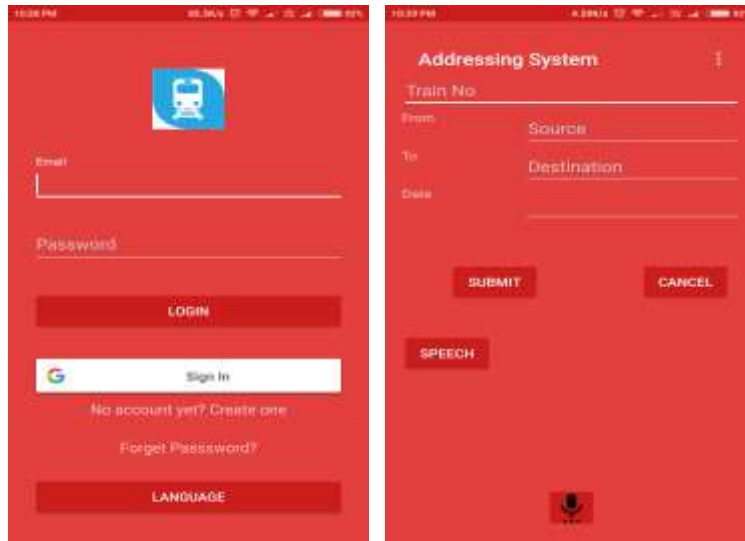 Email
Password
LOGIN
Sign In
No account yet? Create one
Forget Passsword?
LANGUAGE
Addressing System
Train No
From
Source
To
Destination
Date
SUBMIT
CANCEL
SPEECH